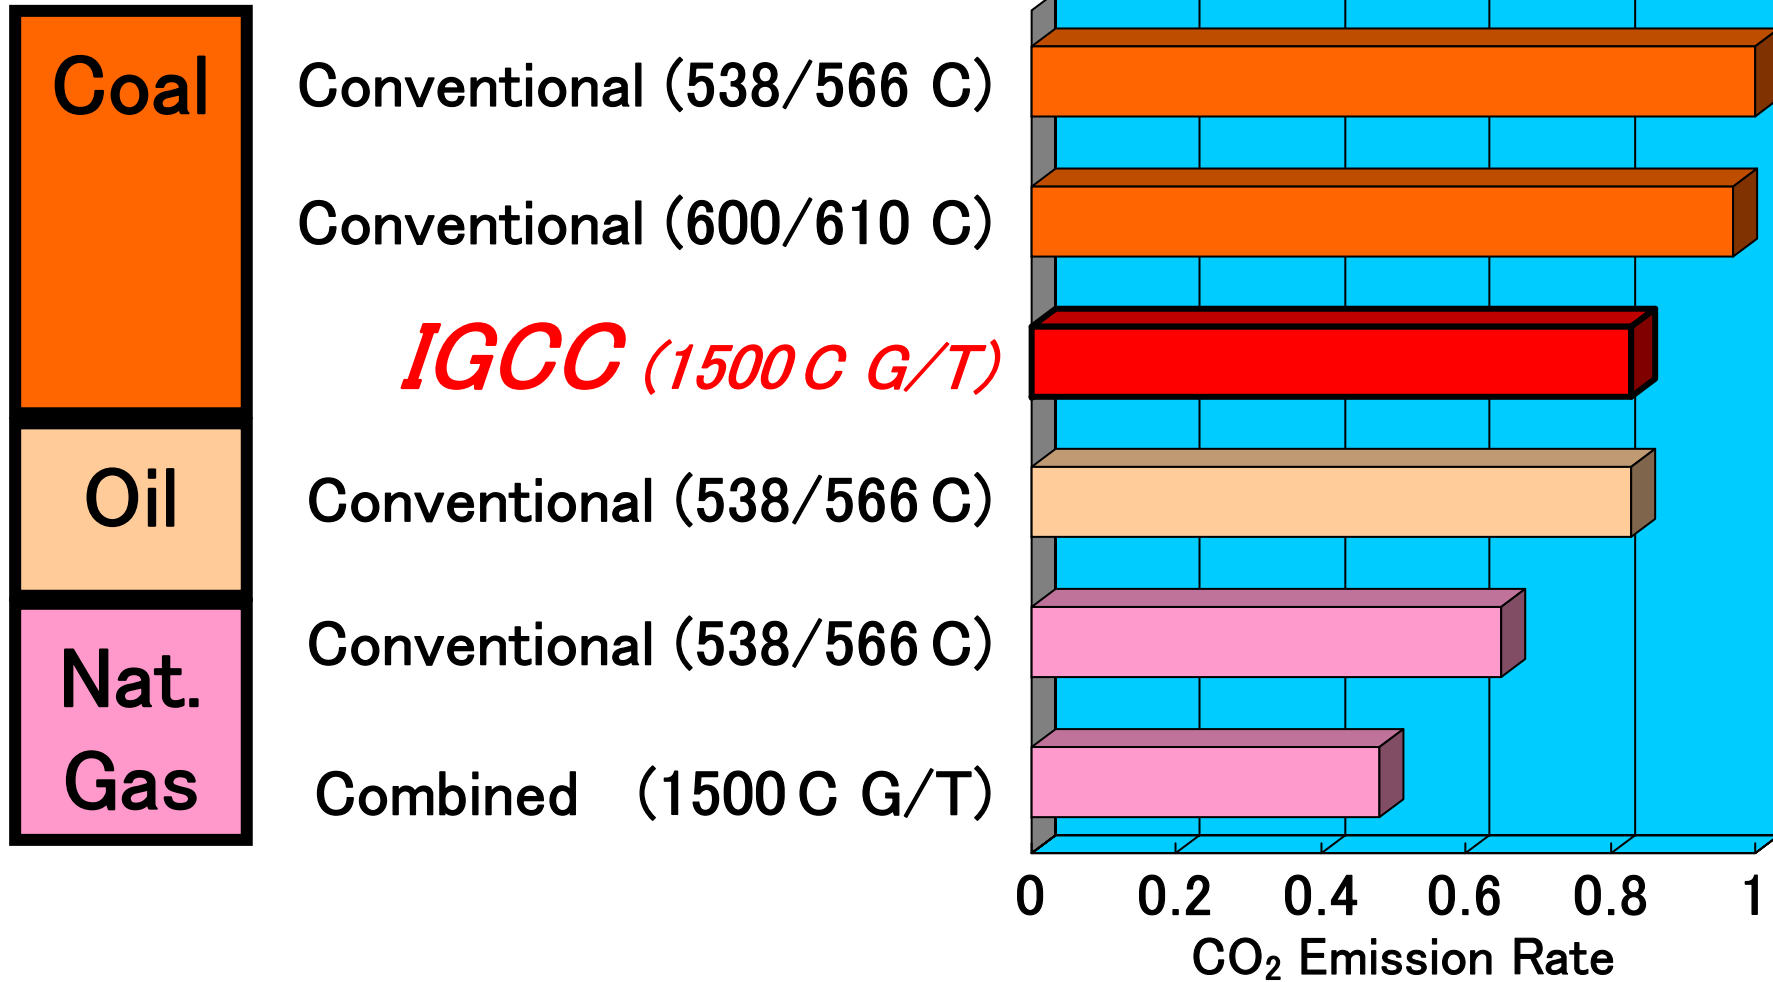 Coal
Conventional (538/566 C)
Conventional (600/610 C)
IGCC (1500 C G/T)
Oil
Conventional (538/566 C)
Nat.
Gas
Conventional (538/566 C)
Combined (1500 C G/T)
0 0.2 0.4 0.6 0.8 1
CO₂ Emission Rate